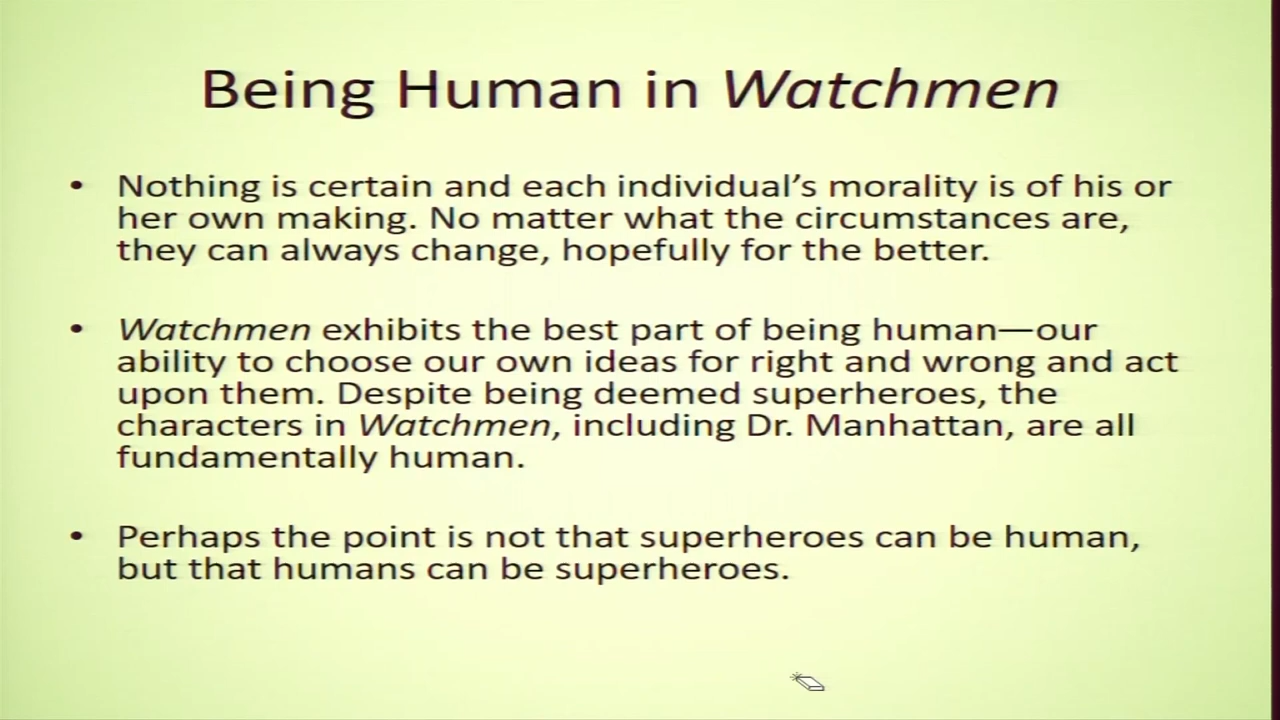 Being Human in Watchmen
• Nothing is certain and each individual’s morality is of his or
her own making. No matter what the circumstances are,
they can always change, hopefully for the better.
• Watchmen exhibits the best part of being human—our
ability to choose our own ideas for right and wrong and act
upon them. Despite being deemed superheroes, the
characters in Watchmen, including Dr. Manhattan, are all
fundamentally human.
• Perhaps the point is not that superheroes can be human,
but that humans can be superheroes.